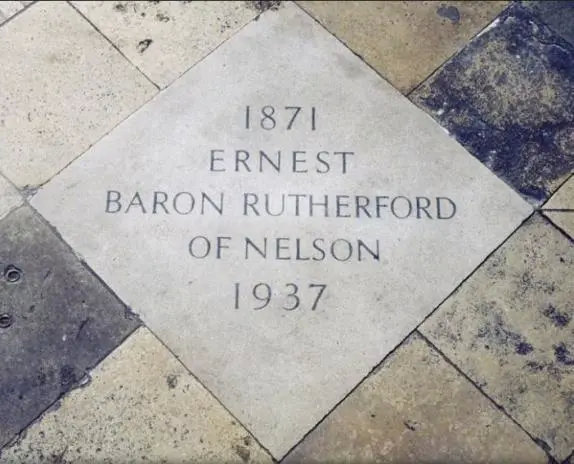 1871
ERNEST
BARON RUTHERFORD
OF NELSON
1937